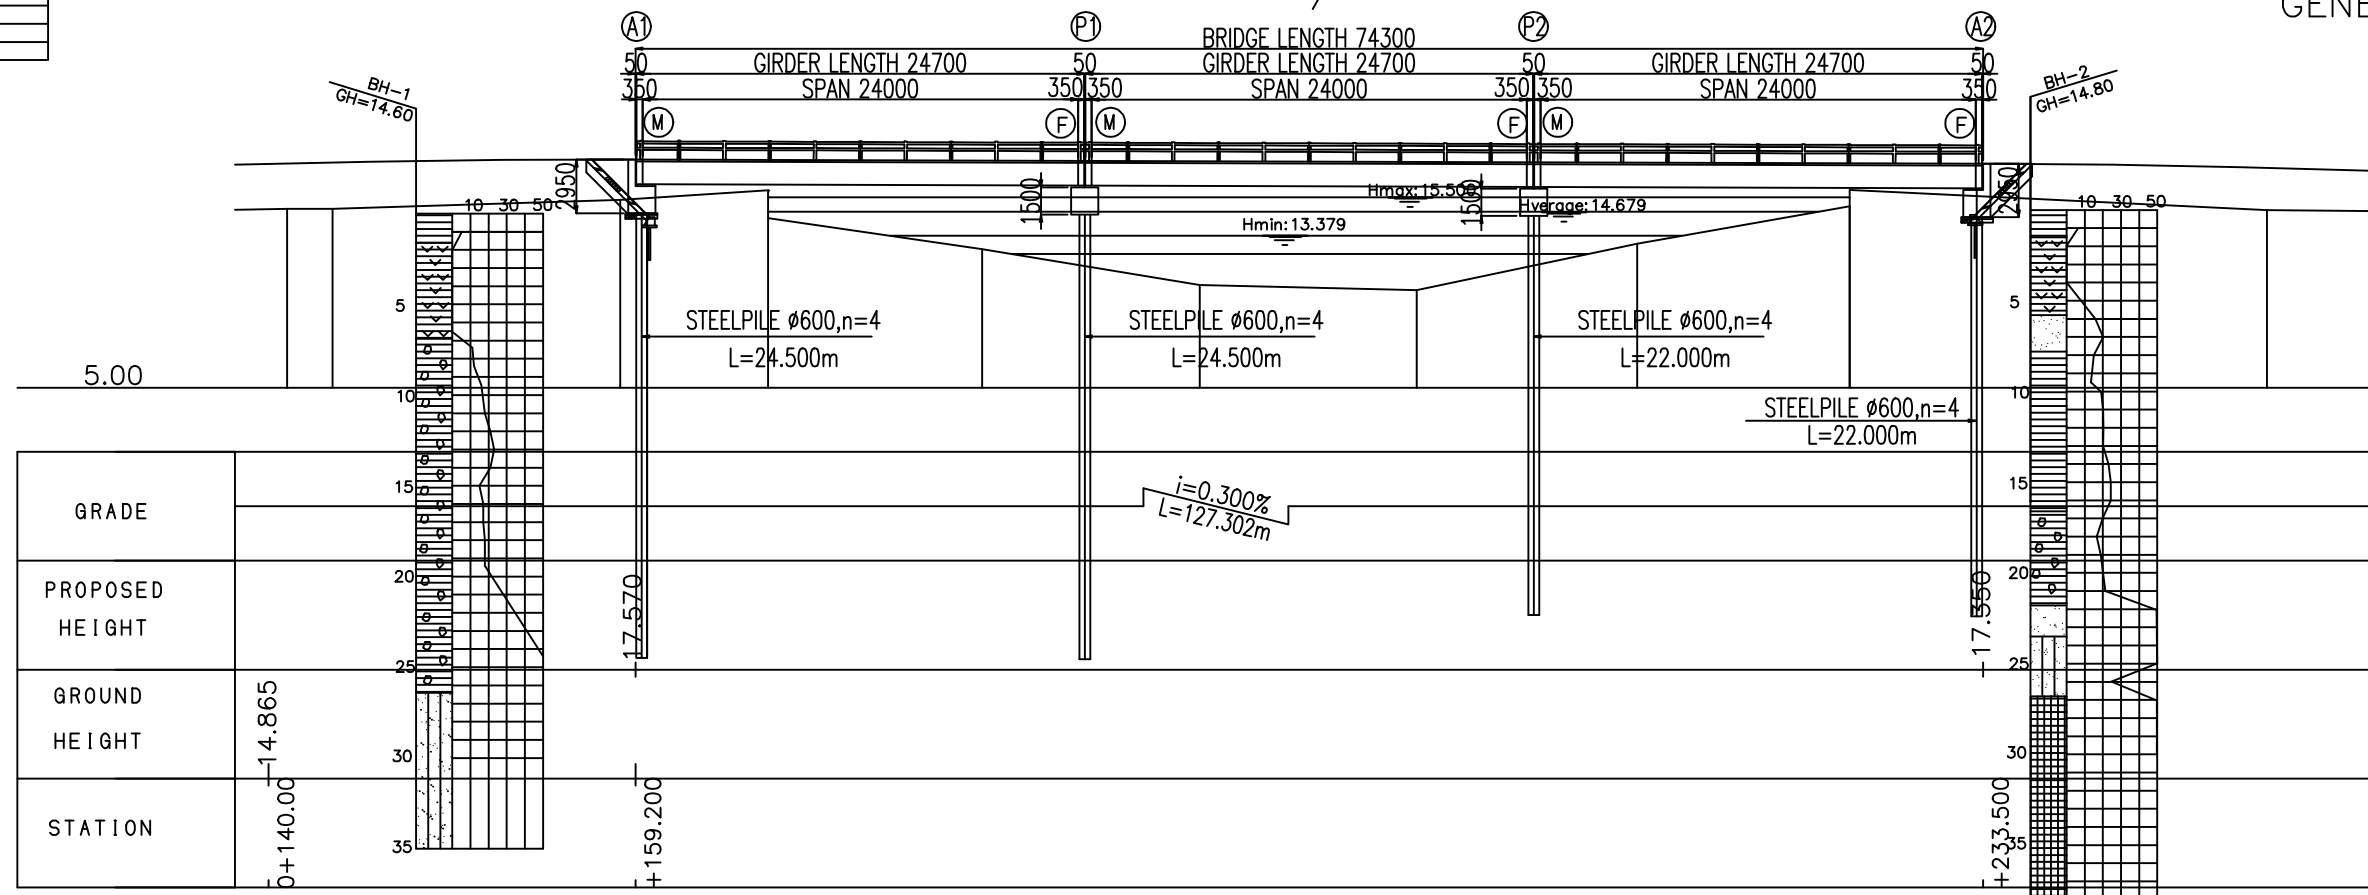 GENE
A1 P1 P2 A2
BRIDGE LENGTH 74300
50 GIRDER LENGTH 24700 50 GIRDER LENGTH 24700 50 GIRDER LENGTH 24700 50
350 SPAN 24000 350 350 SPAN 24000 350 350 SPAN 24000 350
BH-1
GH=14.60
BH-2
GH=14.80
M F M F M F
2950 1500 1500 2950
Hmax:15.500
Hverage:14.679
Hmin:13.379
10 30 50
10 30 50
5
10
15
20
25
30
35
5
10
15
20
25
30
35
STEELPILE Ø600,n=4
L=24.500m
STEELPILE Ø600,n=4
L=24.500m
STEELPILE Ø600,n=4
L=22.000m
STEELPILE Ø600,n=4
L=22.000m
5.00
GRADE
i=0.300%
L=127.302m
PROPOSED
HEIGHT
17.570
17.350
GROUND
HEIGHT
14.865
STATION
0+140.00
+159.200
+233.500